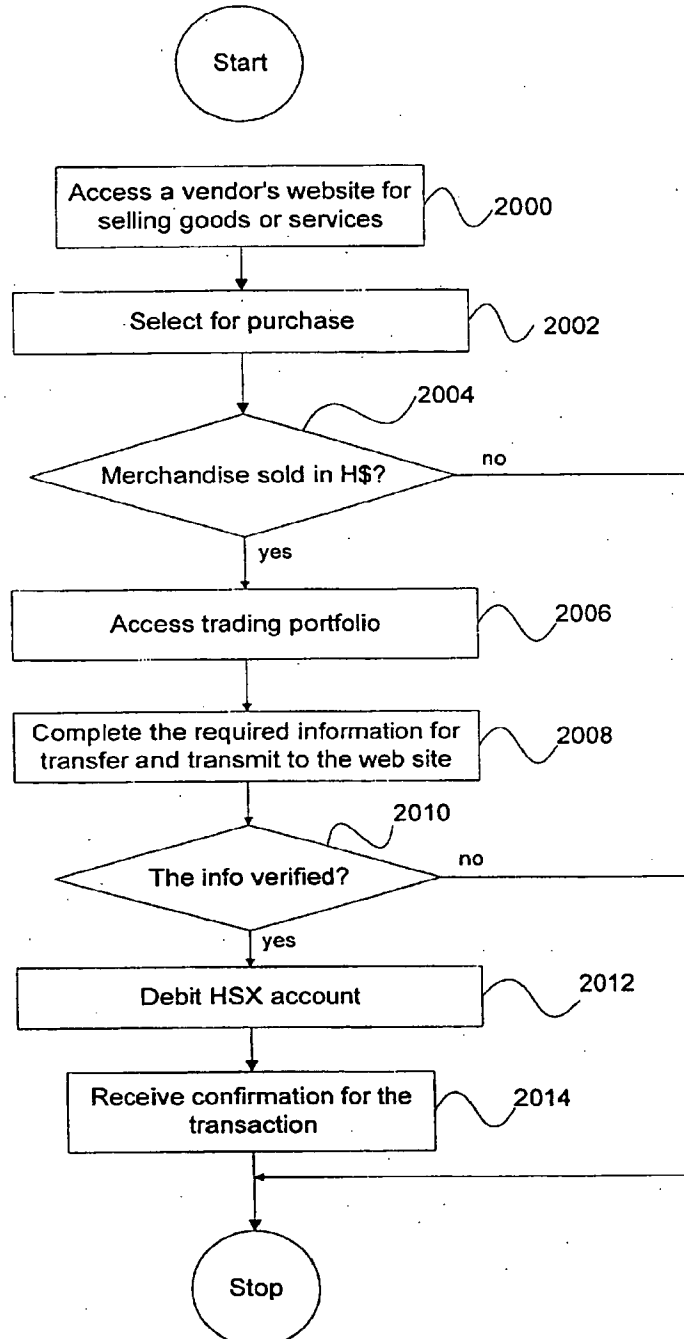 Start
Access a vendor's website for
selling goods or services
2000
Select for purchase
2002
2004
Merchandise sold in H$?
no
yes
Access trading portfolio
2006
Complete the required information for
transfer and transmit to the web site
2008
2010
The info verified?
no
yes
Debit HSX account
2012
Receive confirmation for the
transaction
2014
Stop